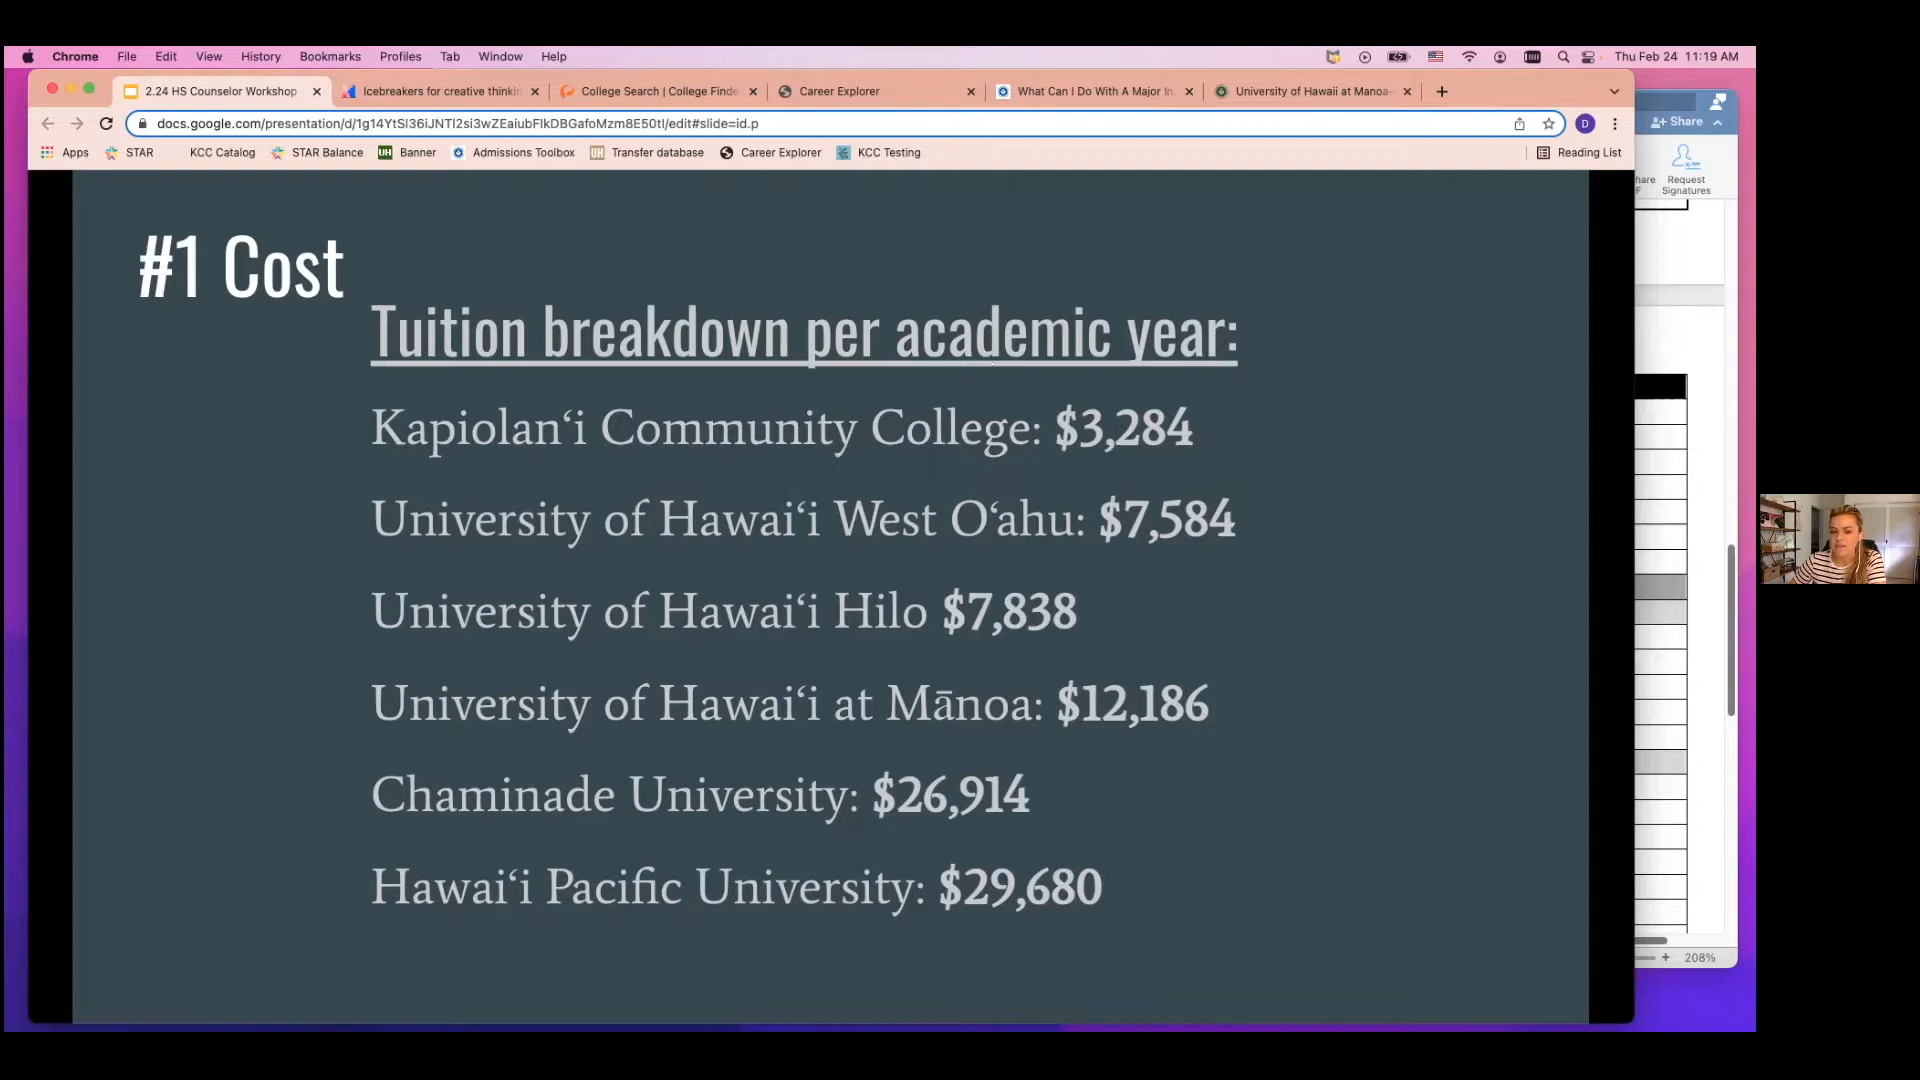 Chrome File Edit View History Bookmarks Profiles Tab Window Help Thu Feb 24 11:19 AM
2.24 HS Counselor Workshop Icebreakers for creative thinkin College Search | College Finde Career Explorer What Can I Do With A Major In University of Hawaii at Manoa
docs.google.com/presentation/d/1g14YtSl36iJNTl2si3wZEaiubFlkDBGafoMzm8E50tI/edit#slide=id.p D
Share
Apps STAR KCC Catalog STAR Balance UH Banner Admissions Toolbox UH Transfer database Career Explorer KCC Testing Reading List
hare Request
F Signatures
#1 Cost
Tuition breakdown per academic year:
Kapiolan‘i Community College: $3,284
University of Hawai‘i West O‘ahu: $7,584
University of Hawai‘i Hilo $7,838
University of Hawai‘i at Mānoa: $12,186
Chaminade University: $26,914
Hawai‘i Pacific University: $29,680
208%